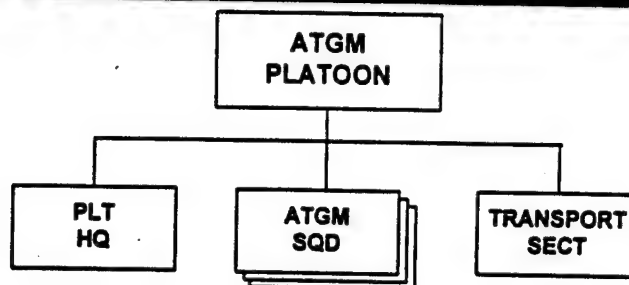 ATGM
PLATOON
PLT
HQ
ATGM
SQD
TRANSPORT
SECT